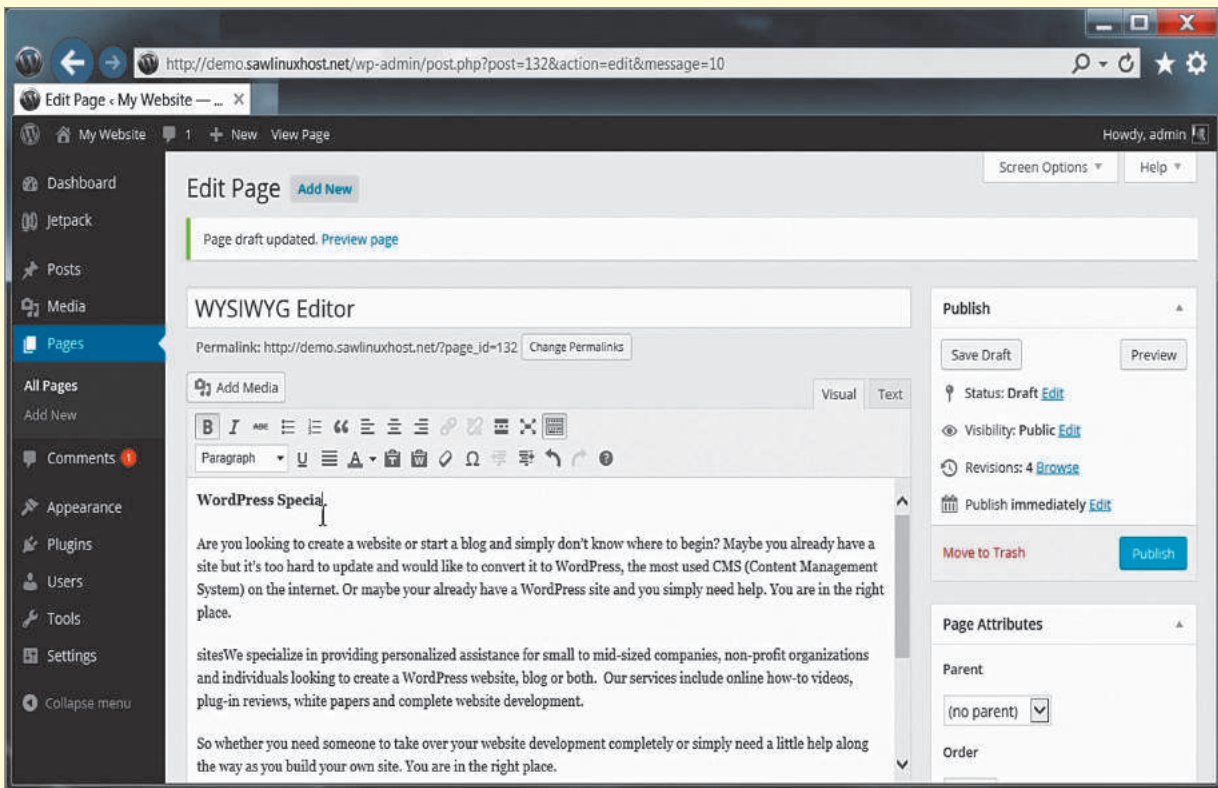 http://demo.sawlinuxhost.net/wp-admin/post.php?post=132&action=edit&message=10
Edit Page ‹ My Website — ... X
My Website 1 + New View Page Howdy, admin
Screen Options Help
Dashboard
Jetpack
Posts
Media
Pages
All Pages
Add New
Comments 1
Appearance
Plugins
Users
Tools
Settings
Collapse menu
Edit Page Add New
Page draft updated. Preview page
WYSIWYG Editor
Permalink: http://demo.sawlinuxhost.net/?page_id=132 Change Permalinks
Add Media
Visual Text
B I ABC
Paragraph U A Ω
WordPress Specia.
Are you looking to create a website or start a blog and simply don't know where to begin? Maybe you already have a
site but it's too hard to update and would like to convert it to WordPress, the most used CMS (Content Management
System) on the internet. Or maybe your already have a WordPress site and you simply need help. You are in the right
place.
sitesWe specialize in providing personalized assistance for small to mid-sized companies, non-profit organizations
and individuals looking to create a WordPress website, blog or both. Our services include online how-to videos,
plug-in reviews, white papers and complete website development.
So whether you need someone to take over your website development completely or simply need a little help along
the way as you build your own site. You are in the right place.
Publish
Save Draft Preview
Status: Draft Edit
Visibility: Public Edit
Revisions: 4 Browse
Publish immediately Edit
Move to Trash Publish
Page Attributes
Parent
(no parent)
Order